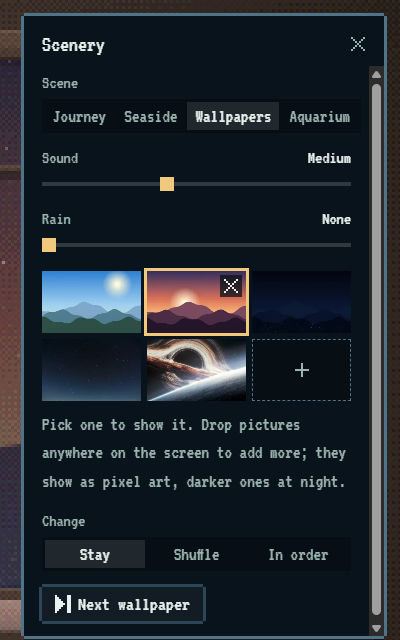 Scenery
Scene
Journey Seaside Wallpapers Aquarium
Sound Medium
Rain None
Pick one to show it. Drop pictures
anywhere on the screen to add more; they
show as pixel art, darker ones at night.
Change
Stay Shuffle In order
Next wallpaper